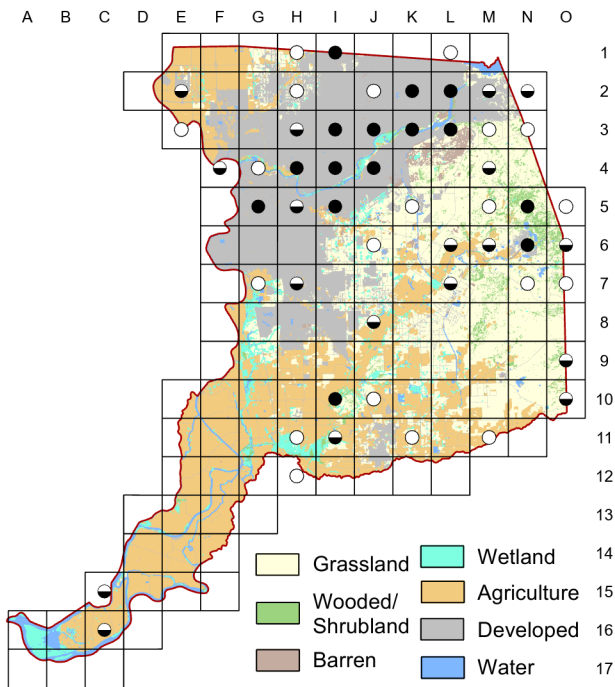 A B C D E F G H I J K L M N O
1
2
3
4
5
6
7
8
9
10
11
12
13
14
15
16
17
Grassland
Wooded/
Shrubland
Barren
Wetland
Agriculture
Developed
Water